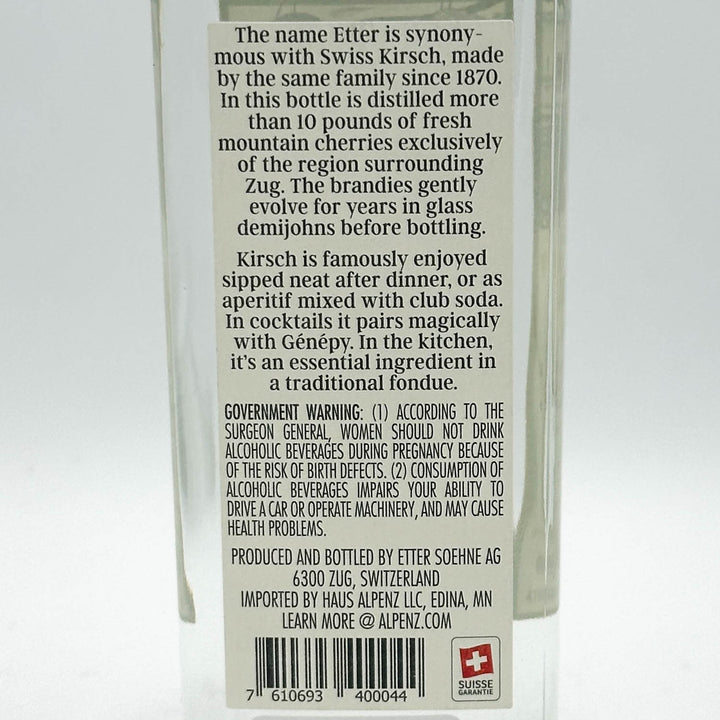 The name Etter is synony-
mous with Swiss Kirsch, made
by the same family since 1870.
In this bottle is distilled more
than 10 pounds of fresh
mountain cherries exclusively
of the region surrounding
Zug. The brandies gently
evolve for years in glass
demijohns before bottling.
Kirsch is famously enjoyed
sipped neat after dinner, or as
aperitif mixed with club soda.
In cocktails it pairs magically
with Génépy. In the kitchen,
it's an essential ingredient in
a traditional fondue.
GOVERNMENT WARNING: (1) ACCORDING TO THE
SURGEON GENERAL, WOMEN SHOULD NOT DRINK
ALCOHOLIC BEVERAGES DURING PREGNANCY BECAUSE
OF THE RISK OF BIRTH DEFECTS. (2) CONSUMPTION OF
ALCOHOLIC BEVERAGES IMPAIRS YOUR ABILITY TO
DRIVE A CAR OR OPERATE MACHINERY, AND MAY CAUSE
HEALTH PROBLEMS.
PRODUCED AND BOTTLED BY ETTER SOEHNE AG
6300 ZUG, SWITZERLAND
IMPORTED BY HAUS ALPENZ LLC, EDINA, MN
LEARN MORE @ ALPENZ.COM
7 610693 400044
SUISSE
GARANTIE